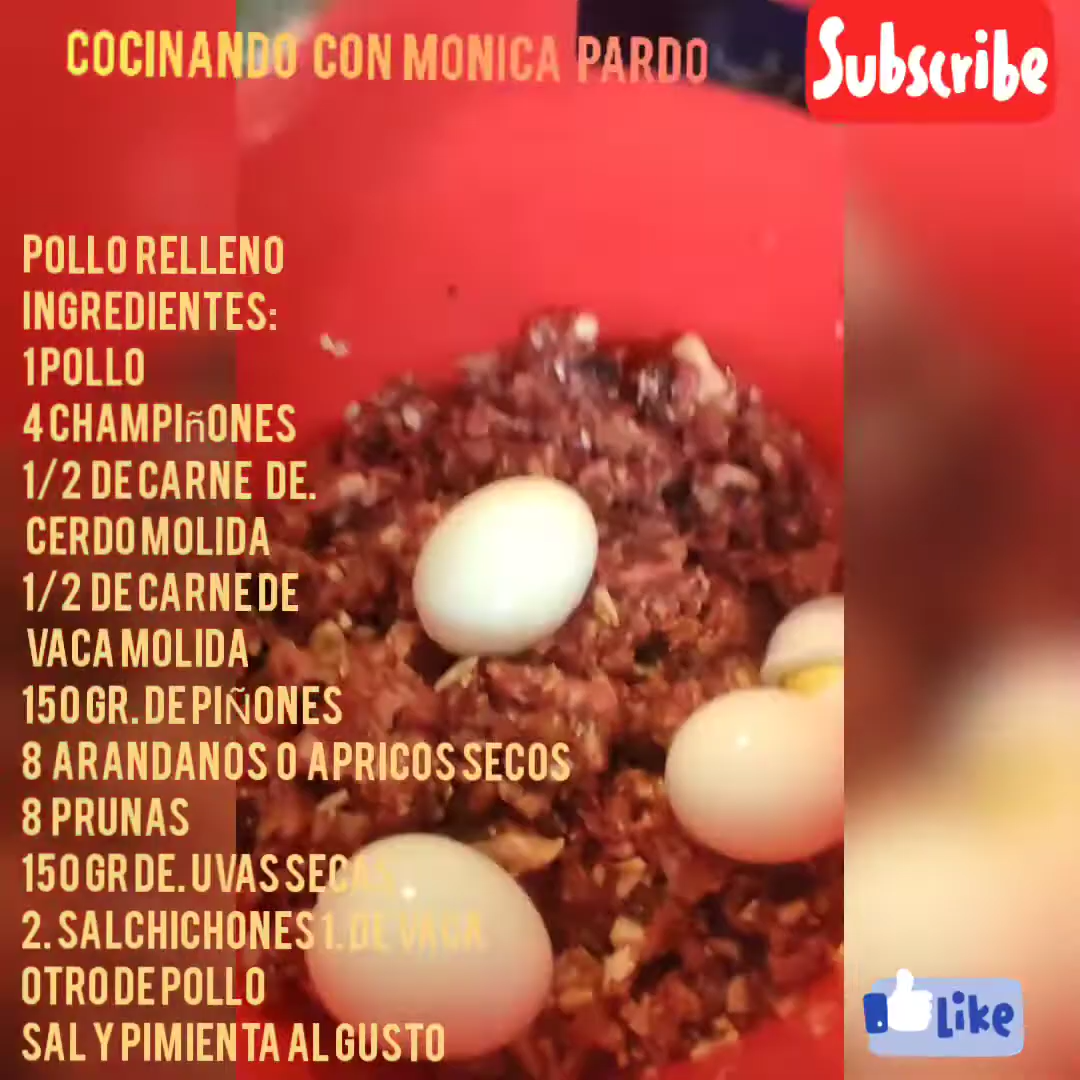 COCINANDO CON MONICA PARDO
Subscribe
POLLO RELLENO
INGREDIENTES:
1 POLLO
4 CHAMPIñONES
1/2 DE CARNE DE.
CERDO MOLIDA
1/2 DE CARNE DE
VACA MOLIDA
150 GR. DE PIÑONES
8 ARANDANOS O APRICOS SECOS
8 PRUNAS
150 GR DE. UVAS SECAS
2. SALCHICHONES 1. DE VACA
OTRO DE POLLO
SAL Y PIMIENTA AL GUSTO
Like